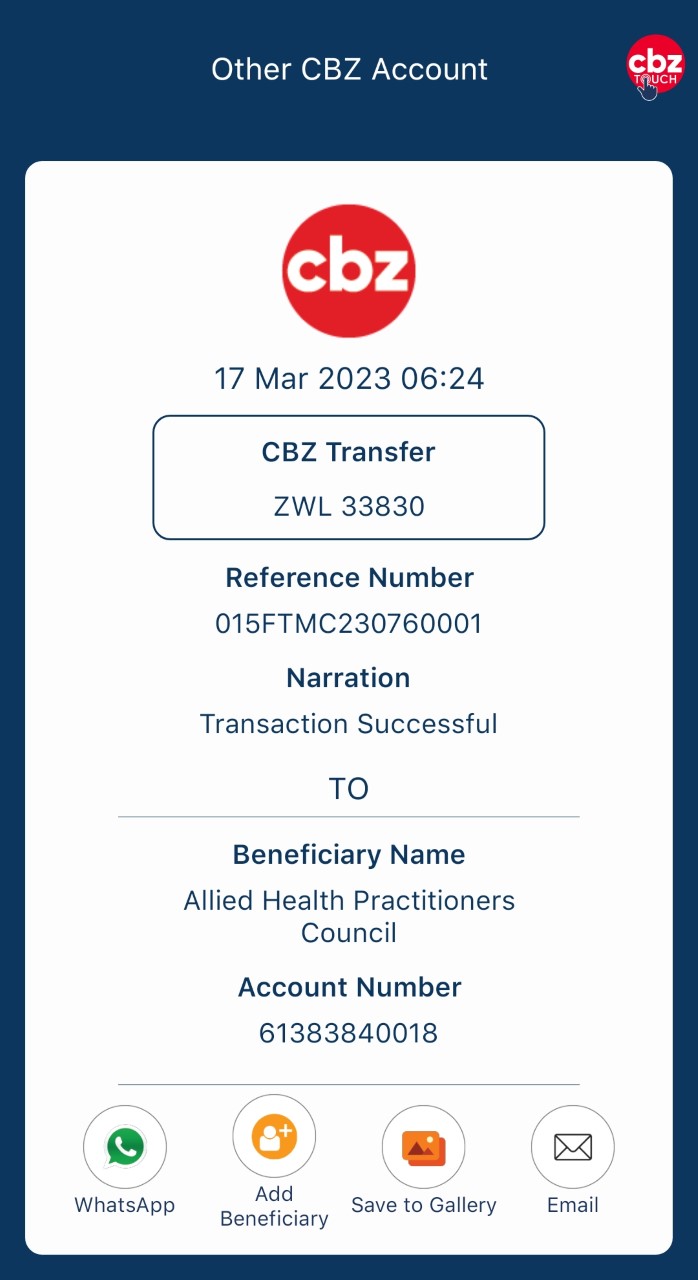 Other CBZ Account
cbz
TOUCH
cbz
17 Mar 2023 06:24
CBZ Transfer
ZWL 33830
Reference Number
015FTMC230760001
Narration
Transaction Successful
TO
Beneficiary Name
Allied Health Practitioners
Council
Account Number
61383840018
WhatsApp
Add
Beneficiary
Save to Gallery
Email